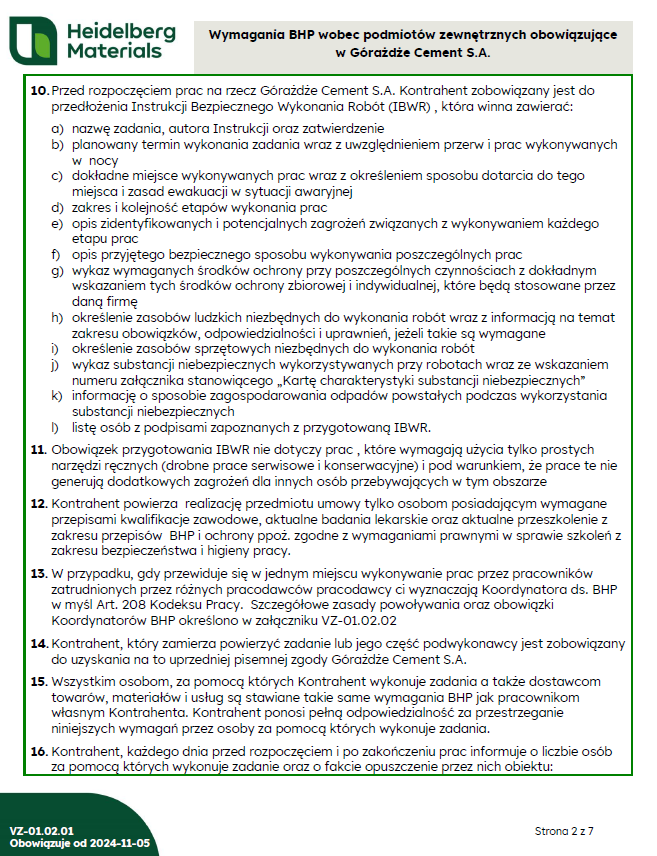 Heidelberg
Materials
Wymagania BHP wobec podmiotów zewnętrznych obowiązujące
w Górażdże Cement S.A.
10. Przed rozpoczęciem prac na rzecz Górażdże Cement S.A. Kontrahent zobowiązany jest do
przedłożenia Instrukcji Bezpiecznego Wykonania Robót (IBWR) , która winna zawierać:
a) nazwę zadania, autora Instrukcji oraz zatwierdzenie
b) planowany termin wykonania zadania wraz z uwzględnieniem przerw i prac wykonywanych
w nocy
c) dokładne miejsce wykonywanych prac wraz z określeniem sposobu dotarcia do tego
miejsca i zasad ewakuacji w sytuacji awaryjnej
d) zakres i kolejność etapów wykonania prac
e) opis zidentyfikowanych i potencjalnych zagrożeń związanych z wykonywaniem każdego
etapu prac
f) opis przyjętego bezpiecznego sposobu wykonywania poszczególnych prac
g) wykaz wymaganych środków ochrony przy poszczególnych czynnościach z dokładnym
wskazaniem tych środków ochrony zbiorowej i indywidualnej, które będą stosowane przez
daną firmę
h) określenie zasobów ludzkich niezbędnych do wykonania robót wraz z informacją na temat
zakresu obowiązków, odpowiedzialności i uprawnień, jeżeli takie są wymagane
i) określenie zasobów sprzętowych niezbędnych do wykonania robót
j) wykaz substancji niebezpiecznych wykorzystywanych przy robotach wraz ze wskazaniem
numeru załącznika stanowiącego „Kartę charakterystyki substancji niebezpiecznych”
k) informację o sposobie zagospodarowania odpadów powstałych podczas wykorzystania
substancji niebezpiecznych
l) listę osób z podpisami zapoznanych z przygotowaną IBWR.
11. Obowiązek przygotowania IBWR nie dotyczy prac , które wymagają użycia tylko prostych
narzędzi ręcznych (drobne prace serwisowe i konserwacyjne) i pod warunkiem, że prace te nie
generują dodatkowych zagrożeń dla innych osób przebywających w tym obszarze
12. Kontrahent powierza realizację przedmiotu umowy tylko osobom posiadającym wymagane
przepisami kwalifikacje zawodowe, aktualne badania lekarskie oraz aktualne przeszkolenie z
zakresu przepisów BHP i ochrony ppoż. zgodne z wymaganiami prawnymi w sprawie szkoleń z
zakresu bezpieczeństwa i higieny pracy.
13. W przypadku, gdy przewiduje się w jednym miejscu wykonywanie prac przez pracowników
zatrudnionych przez różnych pracodawców pracodawcy ci wyznaczają Koordynatora ds. BHP
w myśl Art. 208 Kodeksu Pracy. Szczegółowe zasady powoływania oraz obowiązki
Koordynatorów BHP określono w załączniku VZ-01.02.02
14. Kontrahent, który zamierza powierzyć zadanie lub jego część podwykonawcy jest zobowiązany
do uzyskania na to uprzedniej pisemnej zgody Górażdże Cement S.A.
15. Wszystkim osobom, za pomocą których Kontrahent wykonuje zadania a także dostawcom
towarów, materiałów i usług są stawiane takie same wymagania BHP jak pracownikom
własnym Kontrahenta. Kontrahent ponosi pełną odpowiedzialność za przestrzeganie
niniejszych wymagań przez osoby za pomocą których wykonuje zadania.
16. Kontrahent, każdego dnia przed rozpoczęciem i po zakończeniu prac informuje o liczbie osób
za pomocą których wykonuje zadanie oraz o fakcie opuszczenie przez nich obiektu:
VZ-01.02.01
Obowiązuje od 2024-11-05
Strona 2 z 7